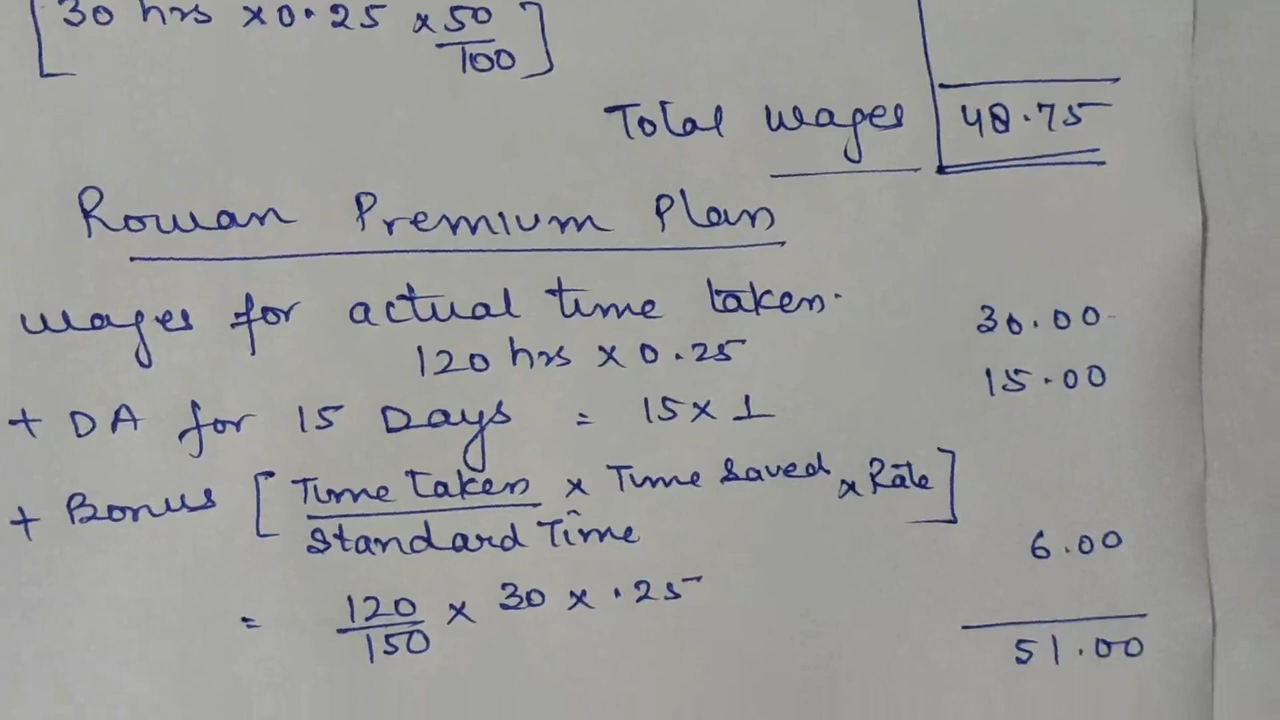 [30 hrs x 0.25 x 50/100]
Total wages 48.75
Rowan Premium Plan
wages for actual time taken.
30.00
120 hrs x 0.25
15.00
+ DA for 15 Days = 15 x 1
+ Bonus [Time taken/Standard Time x Time saved x Rate]
6.00
= 120/150 x 30 x .25
51.00